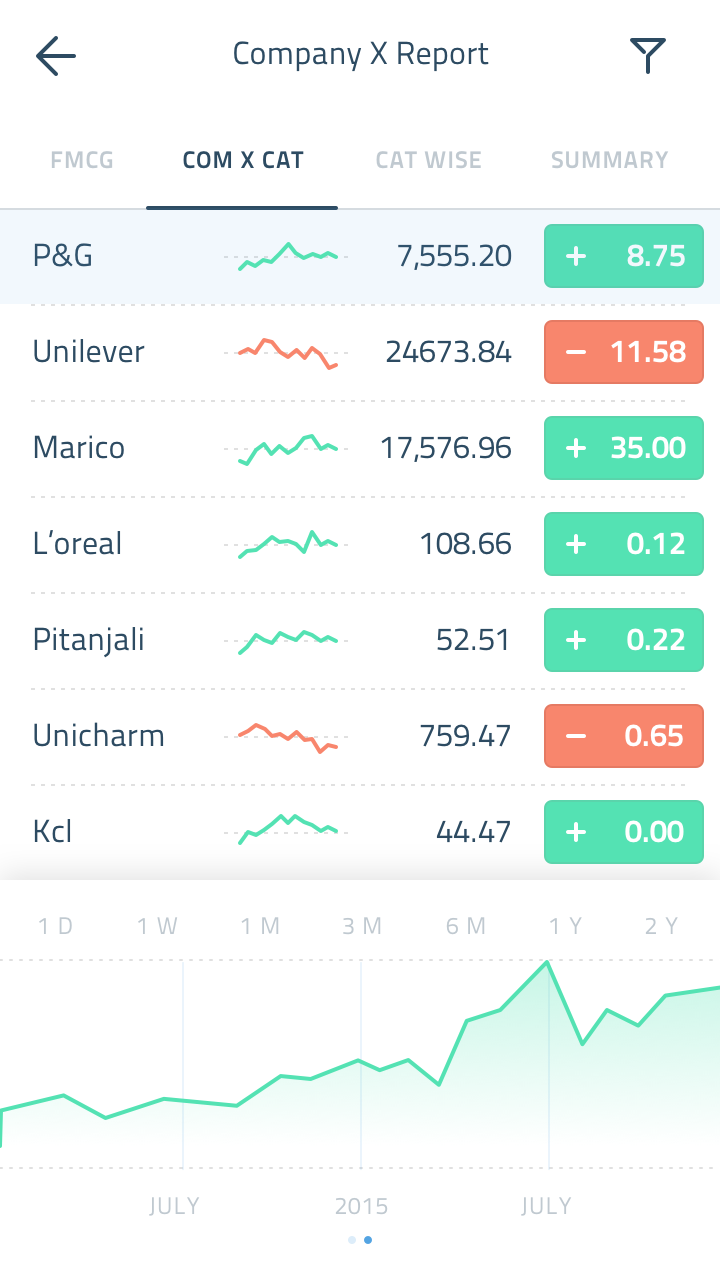 Company X Report
FMCG COM X CAT CAT WISE SUMMARY
P&G 7,555.20 + 8.75
Unilever 24673.84 − 11.58
Marico 17,576.96 + 35.00
L'oreal 108.66 + 0.12
Pitanjali 52.51 + 0.22
Unicharm 759.47 − 0.65
Kcl 44.47 + 0.00
1 D 1 W 1 M 3 M 6 M 1 Y 2 Y
JULY 2015 JULY